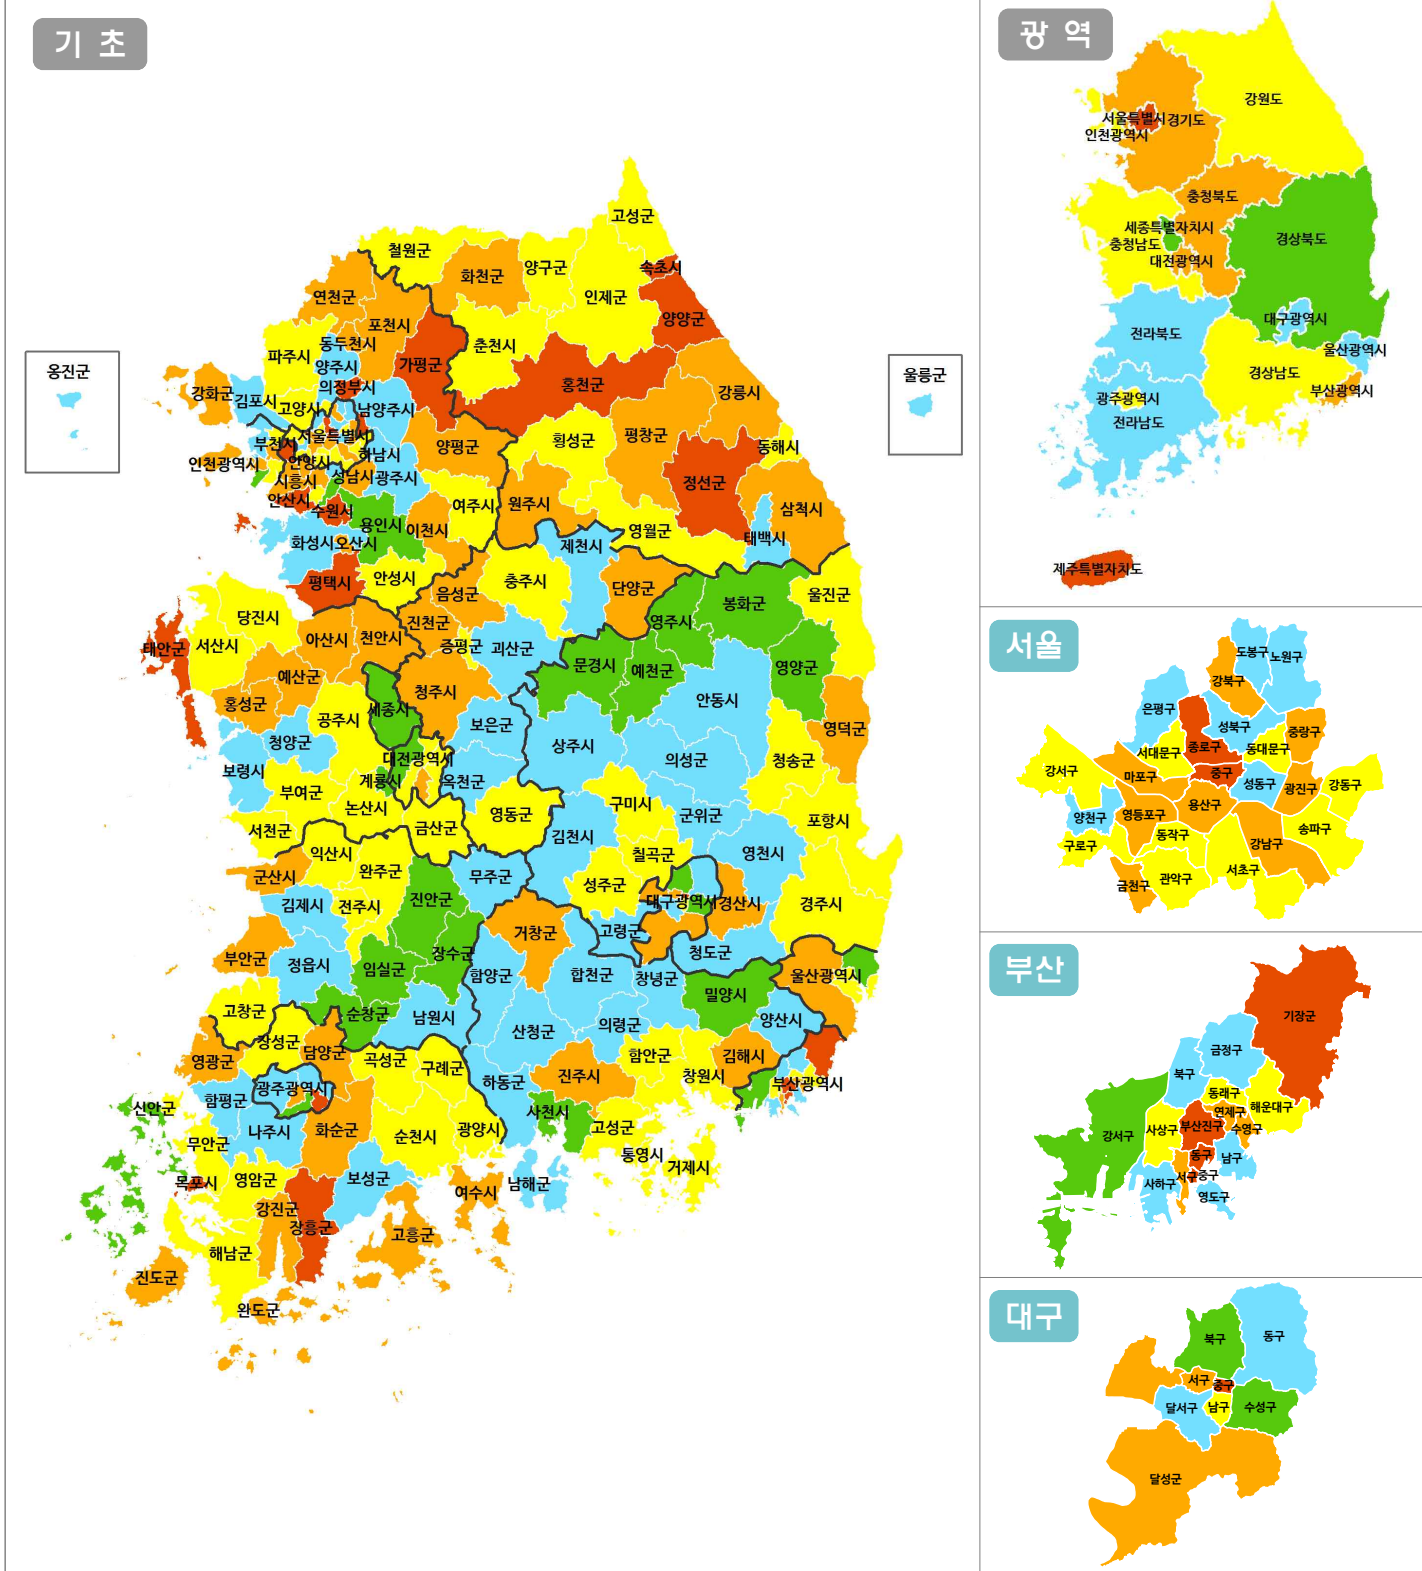 기 초
고성군
철원군
화천군
양구군
속초시
인제군
양양군
연천군
포천시
동두천시
파주시
양주시
가평군
춘천시
홍천군
강릉시
의정부시
강화군
김포시
고양시
남양주시
서울특별시
양평군
횡성군
평창군
동해시
부천시
하남시
인천광역시
안양시
시흥시
성남시
광주시
정선군
안산시
수원시
여주시
원주시
삼척시
용인시
이천시
영월군
태백시
화성시
오산시
제천시
평택시
안성시
음성군
충주시
단양군
울진군
봉화군
당진시
진천군
영주시
아산시
천안시
서산시
태안군
증평군
괴산군
예산군
문경시
예천군
영양군
청주시
홍성군
세종시
안동시
공주시
보은군
영덕군
청양군
상주시
대전광역시
의성군
청송군
보령시
계룡시
옥천군
부여군
논산시
구미시
영동군
군위군
포항시
서천군
금산군
김천시
익산시
칠곡군
영천시
완주군
군산시
무주군
성주군
진안군
김제시
전주시
대구광역시
경산시
경주시
거창군
고령군
부안군
정읍시
임실군
장수군
청도군
함양군
합천군
창녕군
울산광역시
밀양시
고창군
순창군
남원시
산청군
의령군
양산시
장성군
담양군
영광군
곡성군
구례군
함안군
김해시
창원시
진주시
하동군
부산광역시
광주광역시
함평군
신안군
사천시
나주시
화순군
순천시
광양시
고성군
무안군
통영시
거제시
목포시
영암군
보성군
여수시
남해군
강진군
장흥군
고흥군
해남군
진도군
완도군
옹진군
울릉군
광 역
강원도
서울특별시
경기도
인천광역시
충청북도
세종특별자치시
충청남도
대전광역시
경상북도
대구광역시
전라북도
울산광역시
경상남도
부산광역시
광주광역시
전라남도
제주특별자치도
서울
도봉구
노원구
강북구
은평구
성북구
중랑구
서대문구
종로구
동대문구
강서구
마포구
중구
성동구
광진구
강동구
양천구
영등포구
용산구
구로구
동작구
강남구
송파구
금천구
관악구
서초구
부산
기장군
금정구
북구
동래구
해운대구
강서구
사상구
부산진구
연제구
수영구
동구
남구
사하구
서구
중구
영도구
대구
북구
동구
서구
중구
달서구
남구
수성구
달성군